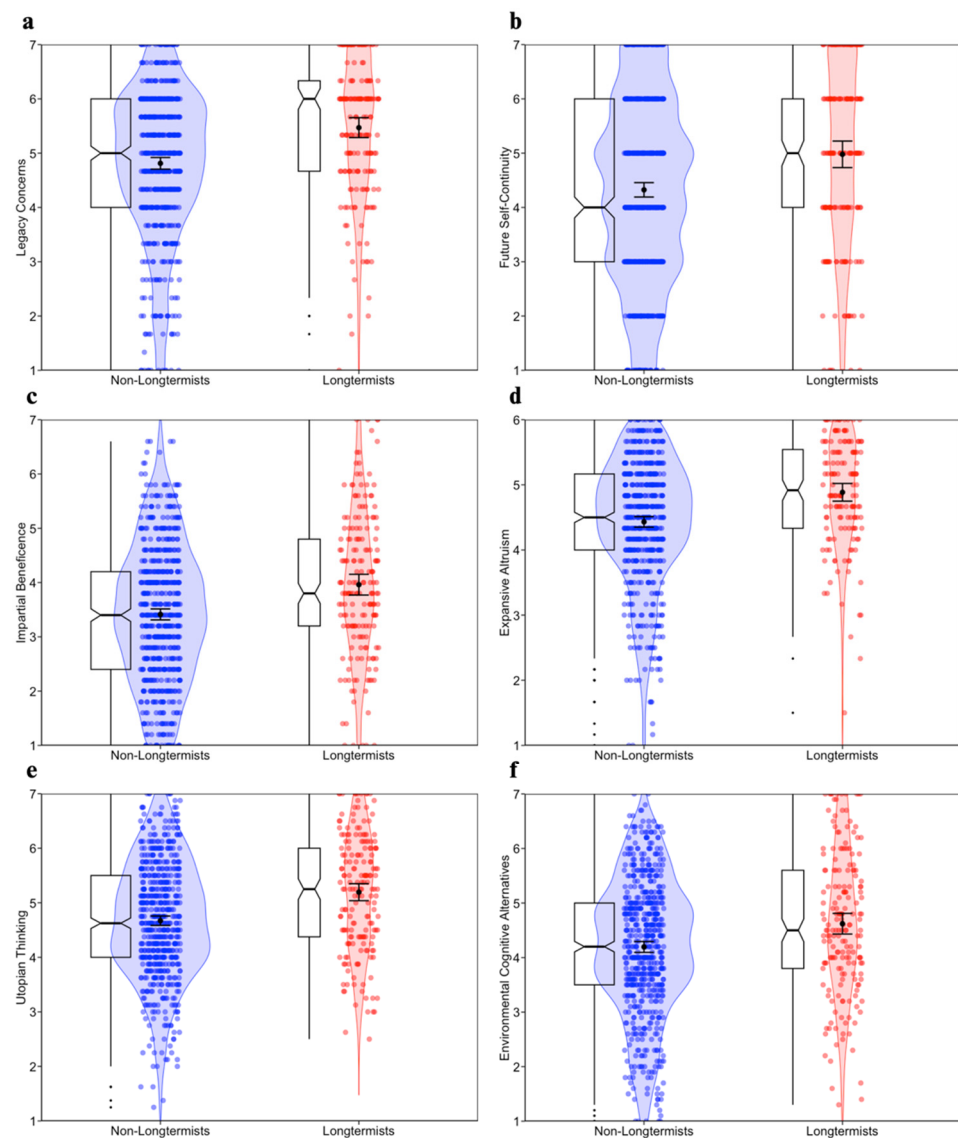 a
b
7
6
5
4
3
2
1
Legacy Concerns
Non-Longtermists
Longtermists
7
6
5
4
3
2
1
Future Self-Continuity
Non-Longtermists
Longtermists
c
d
7
6
5
4
3
2
1
Impartial Beneficence
Non-Longtermists
Longtermists
6
5
4
3
2
1
Expansive Altruism
Non-Longtermists
Longtermists
e
f
7
6
5
4
3
2
1
Utopian Thinking
Non-Longtermists
Longtermists
7
6
5
4
3
2
1
Environmental Cognitive Alternatives
Non-Longtermists
Longtermists